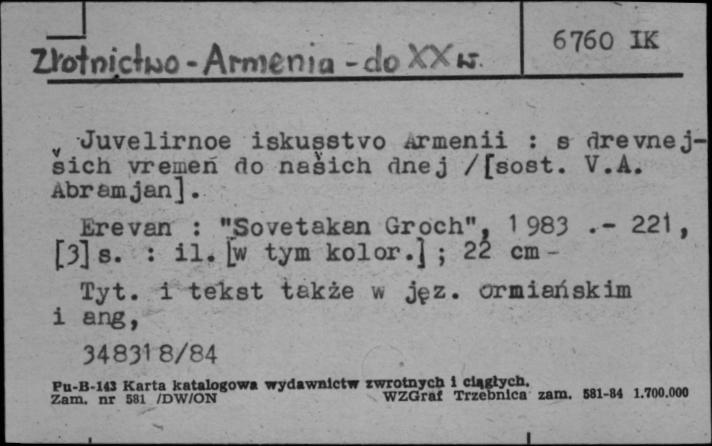 6760 IK
Złotnictwo - Armenia - do XX w.
Juvelirnoe iskusstvo Armenii : s drevnej-
šich vremeń do našich dnej /[sost. V.A.
Abramjan].
Erevan : "Sovetakan Groch", 1983 .- 221,
[3] s. : il. [w tym kolor.] ; 22 cm-
Tyt. i tekst także w jęz. ormiańskim
i ang,
348318/84
Pu-B-143 Karta katalogowa wydawnictw zwrotnych i ciągłych.
Zam. nr 581 /DW/ON WZGraf Trzebnica zam. 581-84 1.700.000